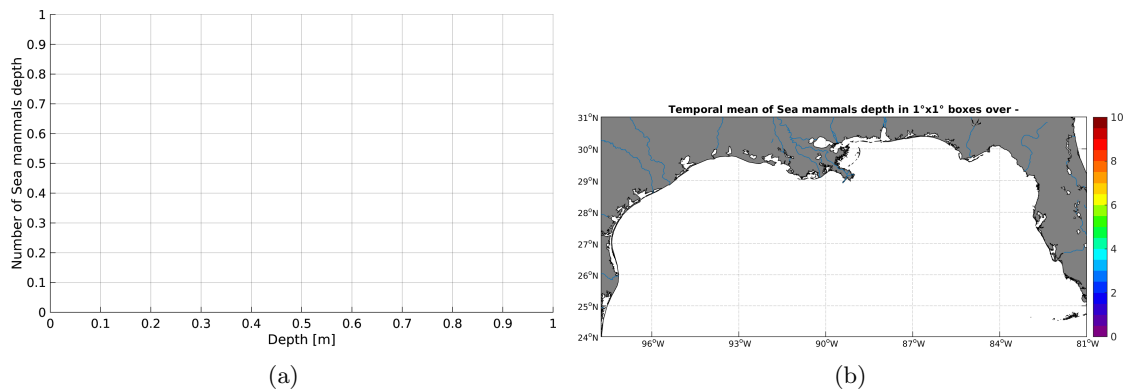 1
0.9
0.8
0.7
0.6
0.5
0.4
0.3
0.2
0.1
0
Number of Sea mammals depth
0 0.1 0.2 0.3 0.4 0.5 0.6 0.7 0.8 0.9 1
Depth [m]
(a)
Temporal mean of Sea mammals depth in 1°x1° boxes over -
31°N
30°N
29°N
28°N
27°N
26°N
25°N
24°N
96°W 93°W 90°W 87°W 84°W 81°W
10
8
6
4
2
0
(b)